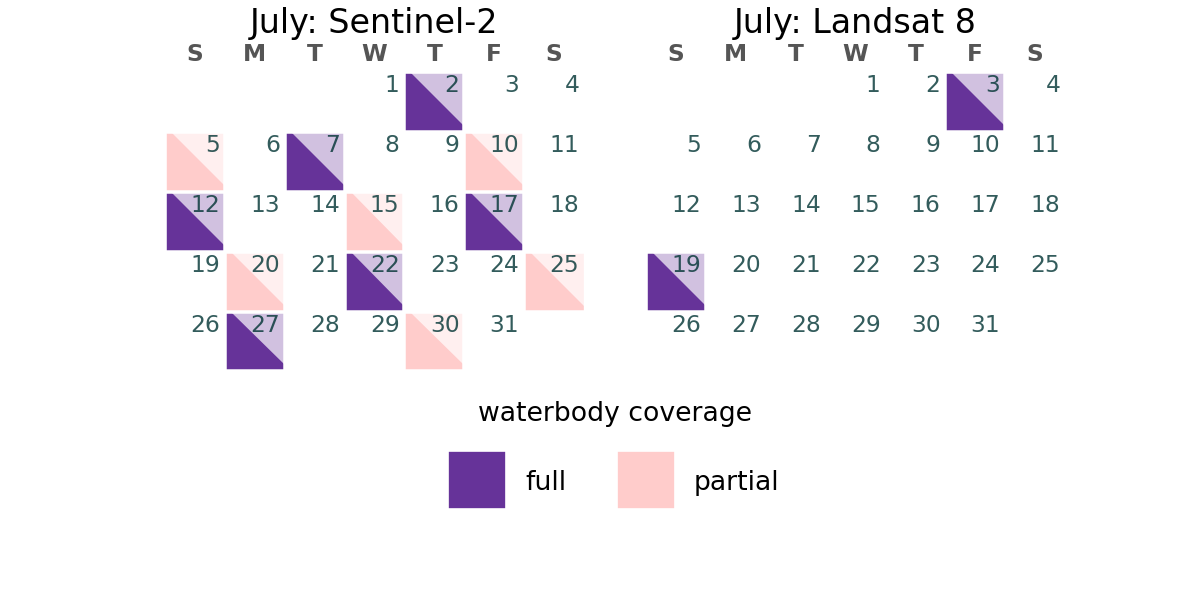 July: Sentinel-2
S M T W T F S
1 2 3 4
5 6 7 8 9 10 11
12 13 14 15 16 17 18
19 20 21 22 23 24 25
26 27 28 29 30 31
July: Landsat 8
S M T W T F S
1 2 3 4
5 6 7 8 9 10 11
12 13 14 15 16 17 18
19 20 21 22 23 24 25
26 27 28 29 30 31
waterbody coverage
full partial